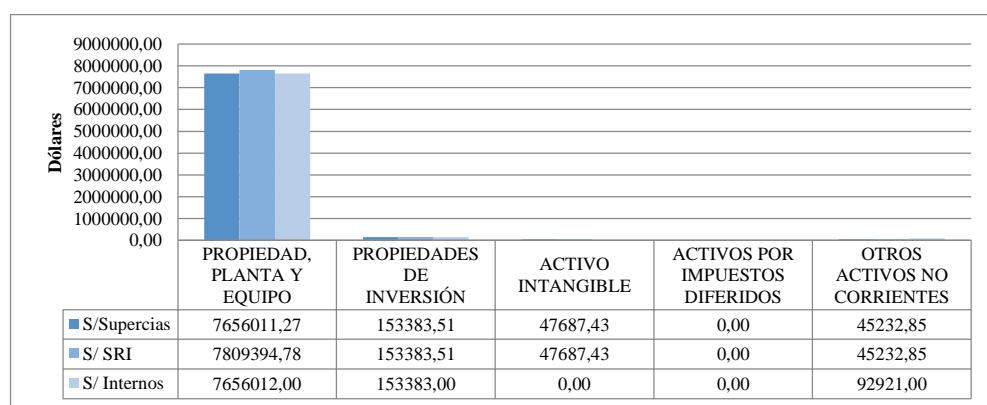 9000000,00
8000000,00
7000000,00
6000000,00
5000000,00
4000000,00
3000000,00
2000000,00
1000000,00
0,00
Dólares
PROPIEDAD,
PLANTA Y
EQUIPO
PROPIEDADES
DE
INVERSIÓN
ACTIVO
INTANGIBLE
ACTIVOS POR
IMPUESTOS
DIFERIDOS
OTROS
ACTIVOS NO
CORRIENTES
S/Supercias 7656011,27 153383,51 47687,43 0,00 45232,85
S/ SRI 7809394,78 153383,51 47687,43 0,00 45232,85
S/ Internos 7656012,00 153383,00 0,00 0,00 92921,00